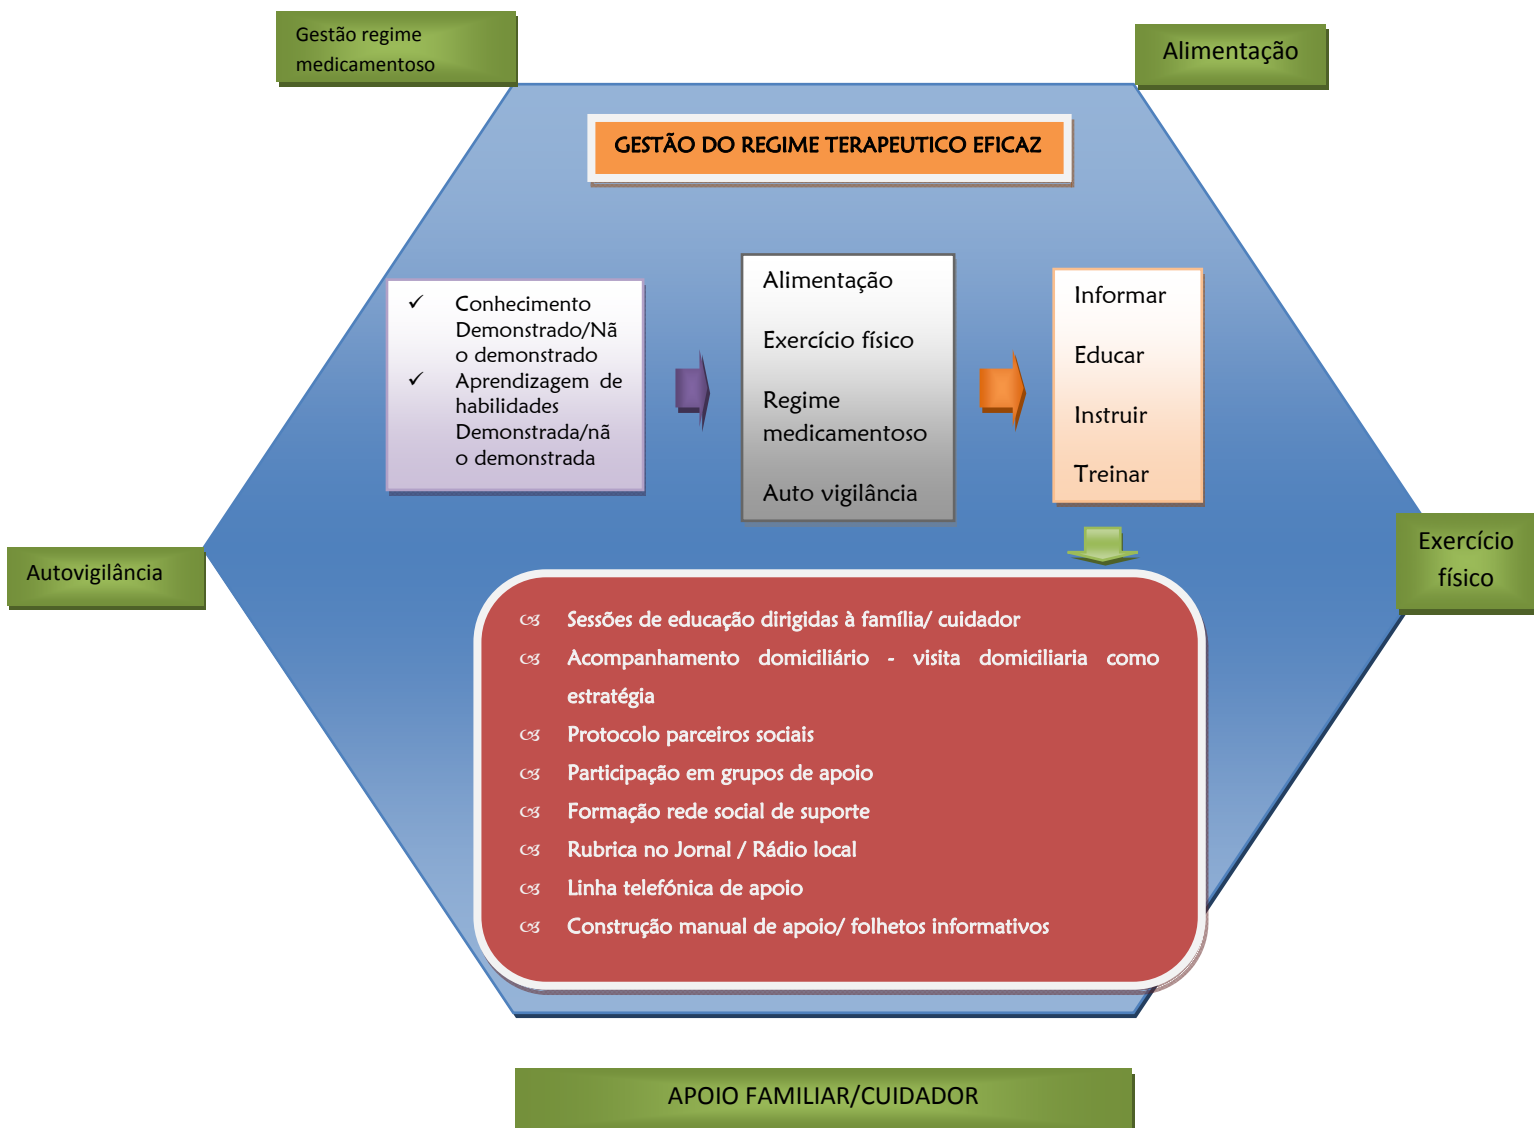 Gestão regime
medicamentoso
Alimentação
GESTÃO DO REGIME TERAPEUTICO EFICAZ
✓ Conhecimento
Demonstrado/Nã
o demonstrado
✓ Aprendizagem de
habilidades
Demonstrada/nã
o demonstrada
Alimentação
Exercício físico
Regime
medicamentoso
Auto vigilância
Informar
Educar
Instruir
Treinar
Autovigilância
Exercício
físico
Sessões de educação dirigidas à família/ cuidador
Acompanhamento domiciliário - visita domiciliaria como
estratégia
Protocolo parceiros sociais
Participação em grupos de apoio
Formação rede social de suporte
Rubrica no Jornal / Rádio local
Linha telefónica de apoio
Construção manual de apoio/ folhetos informativos
APOIO FAMILIAR/CUIDADOR